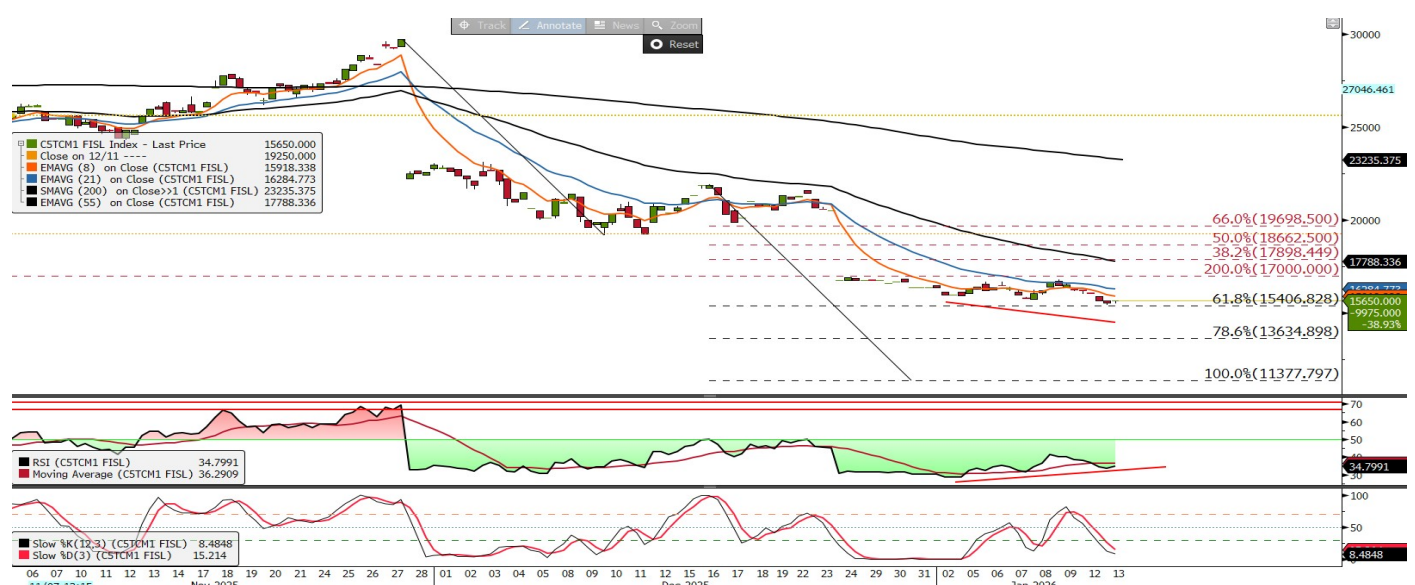 Track Annotate News Zoom
Reset
30000
27046.461
25000
23235.375
20000
17788.336
16284.773
15650.000
-9975.000
-38.93%
C5TCM1 FISL Index - Last Price 15650.000
Close on 12/11 ---- 19250.000
EMAVG (8) on Close (C5TCM1 FISL) 15918.338
EMAVG (21) on Close (C5TCM1 FISL) 16284.773
SMAVG (200) on Close>>1 (C5TCM1 FISL) 23235.375
EMAVG (55) on Close (C5TCM1 FISL) 17788.336
66.0%(19698.500)
50.0%(18662.500)
38.2%(17898.449)
200.0%(17000.000)
61.8%(15406.828)
78.6%(13634.898)
100.0%(11377.797)
70
60
50
34.7991
30
RSI (C5TCM1 FISL) 34.7991
Moving Average (C5TCM1 FISL) 36.2909
100
50
8.4848
Slow %K(12,3) (C5TCM1 FISL) 8.4848
Slow %D(3) (C5TCM1 FISL) 15.214
06 07 10 11 12 13 14 17 18 19 20 21 24 25 26 27 28 01 02 03 04 05 08 09 10 11 12 15 16 17 18 19 22 23 24 29 30 31 02 05 06 07 08 09 12 13